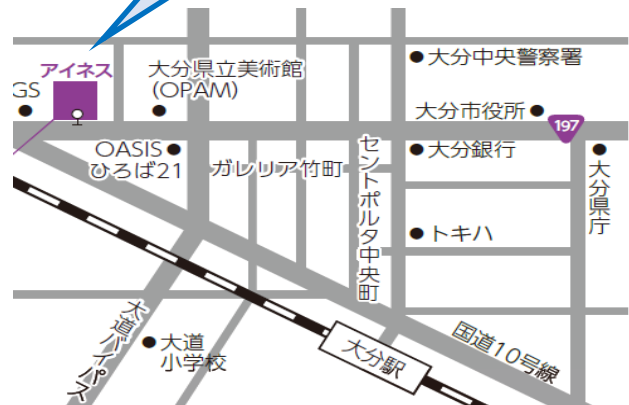 アイネス
GS
大分県立美術館
(OPAM)
大分中央警察署
大分市役所
197
OASIS
ひろば21
ガレリア竹町
セントポルタ中央町
大分銀行
大分県庁
トキハ
大道バイパス
大道
小学校
大分駅
国道10号線